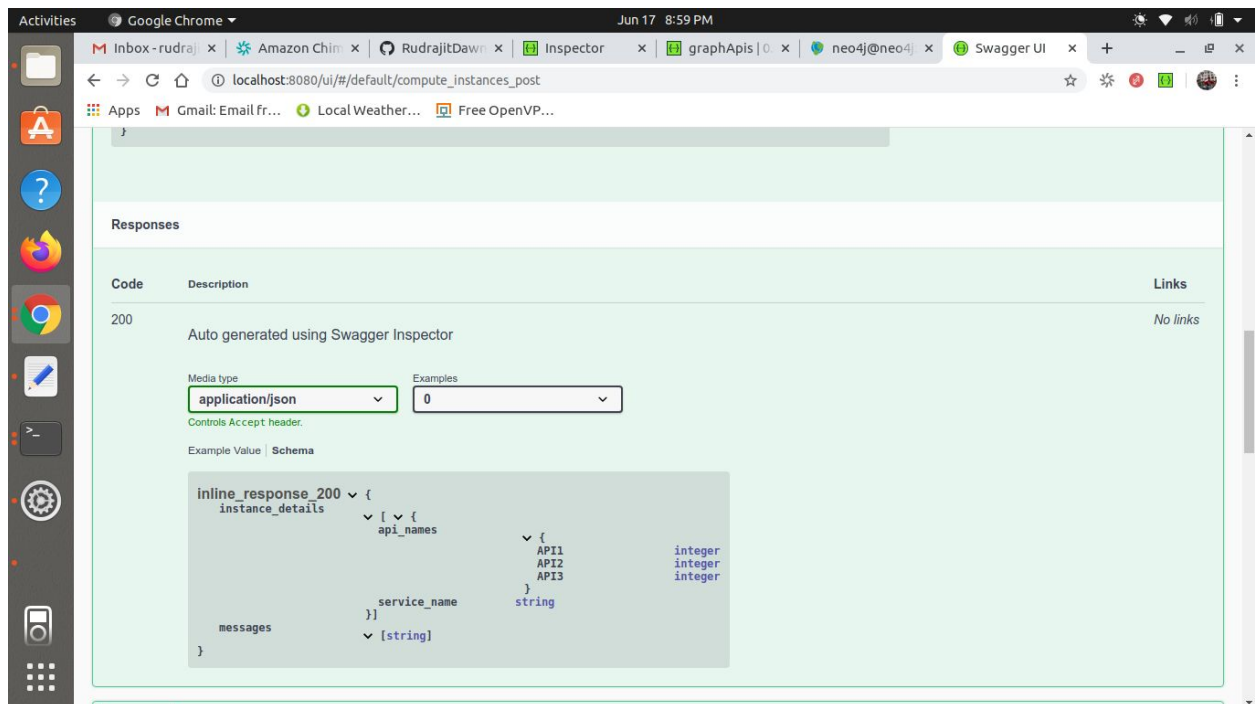 Activities Google Chrome Jun 17 8:59 PM
Inbox - rudraji Amazon Chim RudrajitDawn Inspector graphApis | 0. neo4j@neo4j Swagger UI
localhost:8080/ui/#/default/compute_instances_post
Apps Gmail: Email fr... Local Weather... Free OpenVP...
}
Responses
Code Description Links
200 No links
Auto generated using Swagger Inspector
Media type Examples
application/json 0
Controls Accept header.
Example Value Schema
inline_response_200 {
instance_details
[ {
api_names
{
API1 integer
API2 integer
API3 integer
}
service_name string
}]
messages
[string]
}